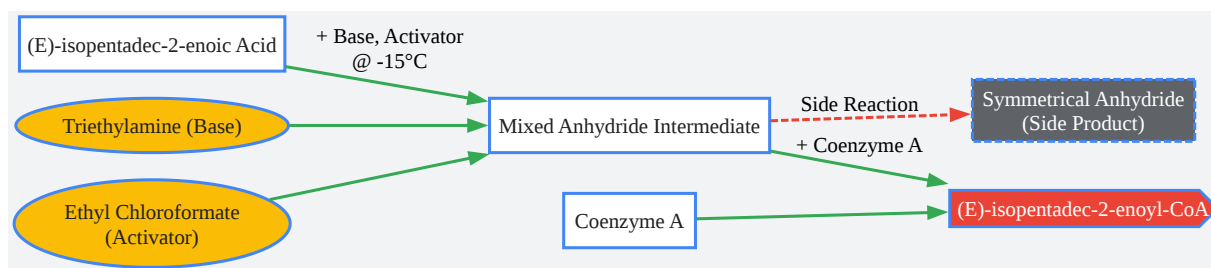 (E)-isopentadec-2-enoic Acid
+ Base, Activator
@ -15°C
Triethylamine (Base)
Mixed Anhydride Intermediate
Side Reaction
Symmetrical Anhydride
(Side Product)
+ Coenzyme A
Ethyl Chloroformate
(Activator)
Coenzyme A
(E)-isopentadec-2-enoyl-CoA